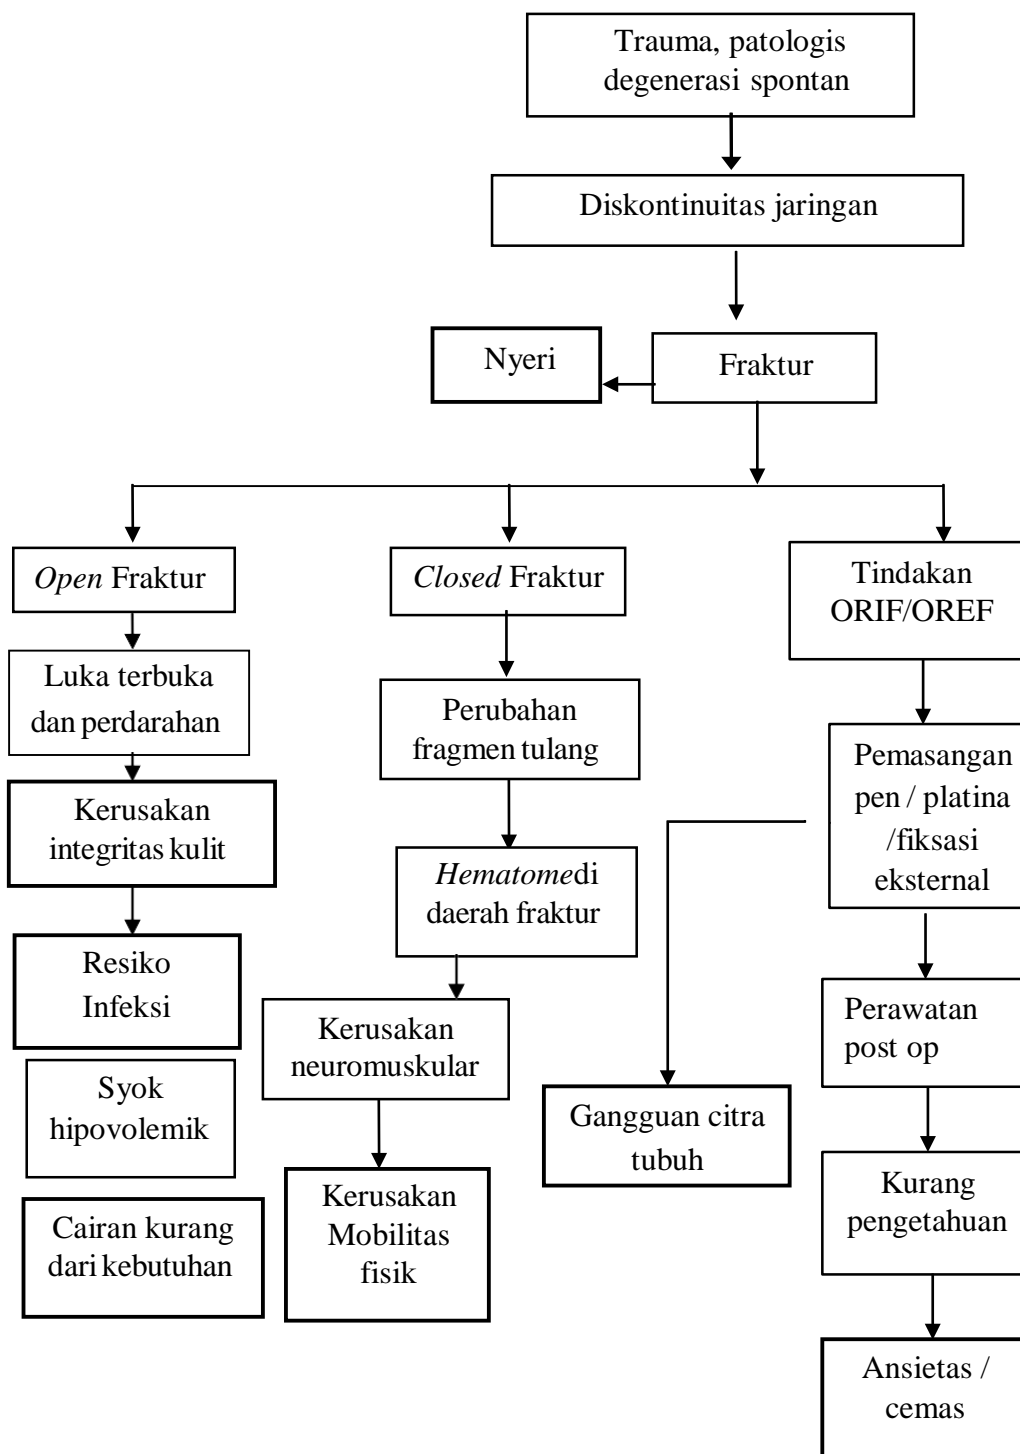 Trauma, patologis
degenerasi spontan
Diskontinuitas jaringan
Nyeri
Fraktur
Open Fraktur
Closed Fraktur
Tindakan
ORIF/OREF
Luka terbuka
dan perdarahan
Perubahan
fragmen tulang
Pemasangan
pen / platina
/fiksasi
eksternal
Kerusakan
integritas kulit
Hematomedi
daerah fraktur
Resiko
Infeksi
Kerusakan
neuromuskular
Perawatan
post op
Syok
hipovolemik
Gangguan citra
tubuh
Kurang
pengetahuan
Cairan kurang
dari kebutuhan
Kerusakan
Mobilitas
fisik
Ansietas /
cemas